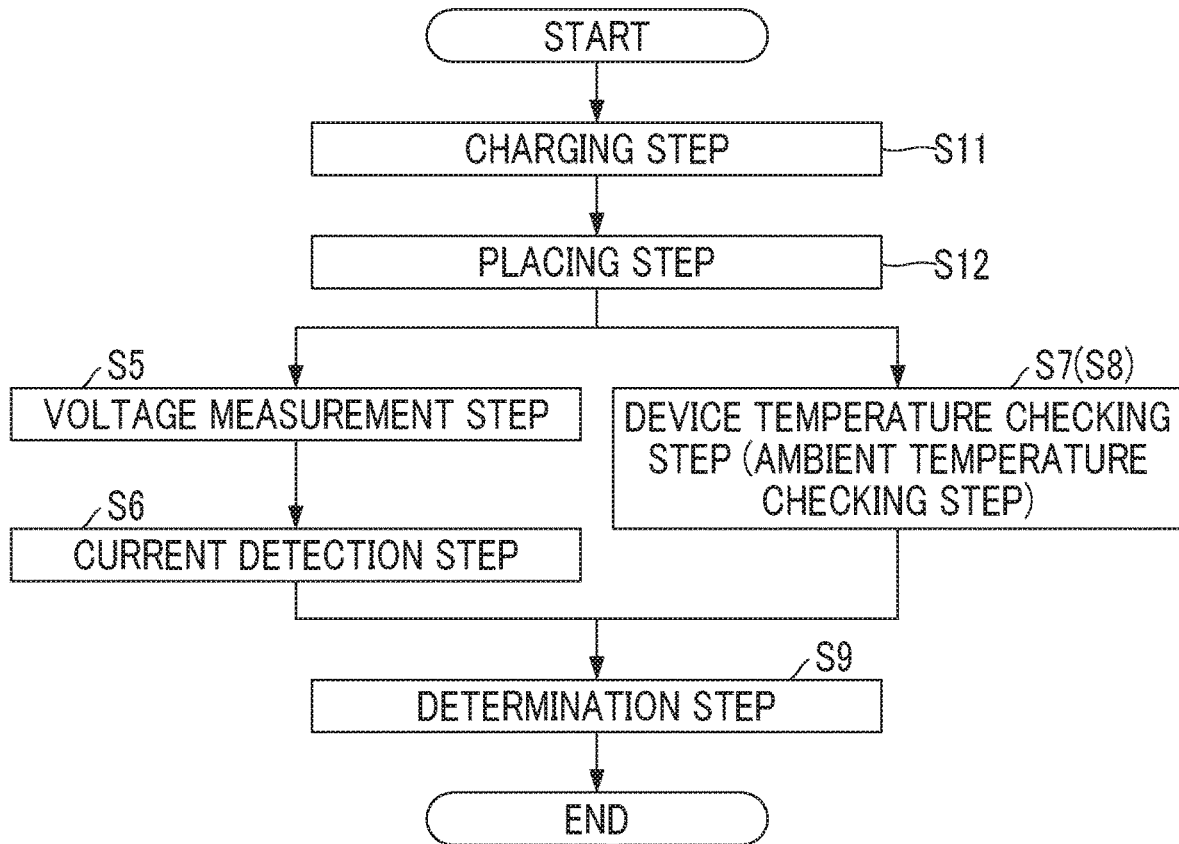 START
CHARGING STEP
S11
PLACING STEP
S12
S5
VOLTAGE MEASUREMENT STEP
S6
CURRENT DETECTION STEP
S7(S8)
DEVICE TEMPERATURE CHECKING
STEP (AMBIENT TEMPERATURE
CHECKING STEP)
S9
DETERMINATION STEP
END